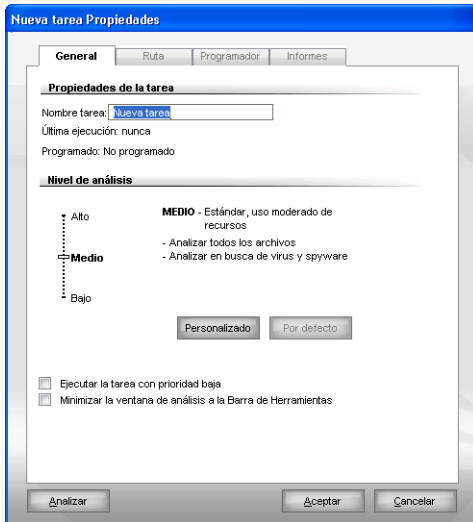 Nueva tarea Propiedades
General Ruta Programador Informes
Propiedades de la tarea
Nombre tarea: Nueva tarea
Última ejecución: nunca
Programado: No programado
Nivel de análisis
Alto
Medio
Bajo
MEDIO - Estándar, uso moderado de
recursos
- Analizar todos los archivos
- Analizar en busca de virus y spyware
Personalizado Por defecto
Ejecutar la tarea con prioridad baja
Minimizar la ventana de análisis a la Barra de Herramientas
Analizar Aceptar Cancelar